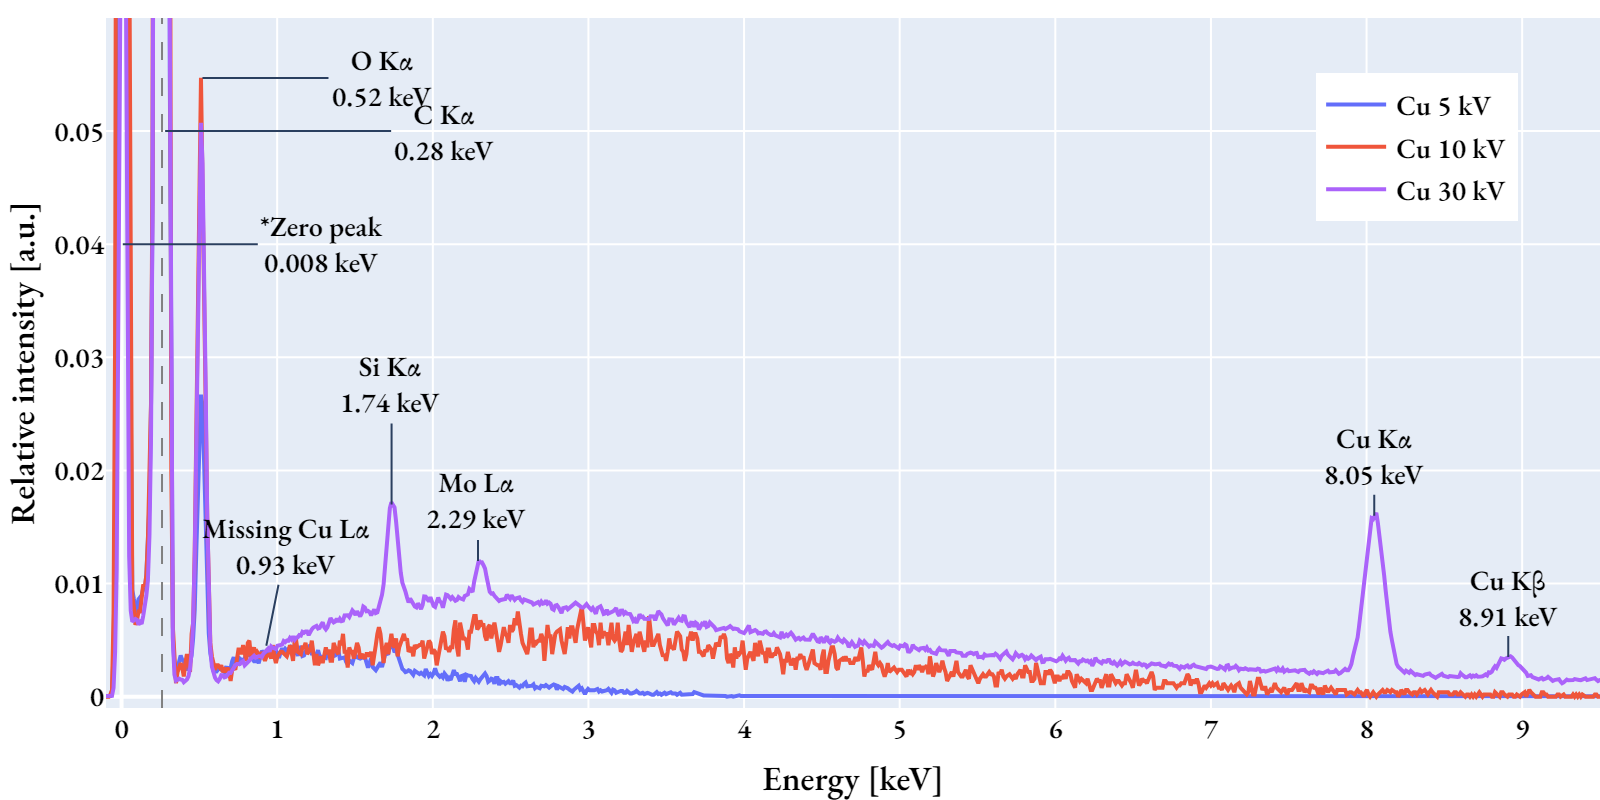 O Kα
0.52 keV
C Kα
0.28 keV
*Zero peak
0.008 keV
Si Kα
1.74 keV
Mo Lα
2.29 keV
Missing Cu Lα
0.93 keV
Cu Kα
8.05 keV
Cu Kβ
8.91 keV
Cu 5 kV
Cu 10 kV
Cu 30 kV
Relative intensity [a.u.]
0.05
0.04
0.03
0.02
0.01
0
0 1 2 3 4 5 6 7 8 9
Energy [keV]